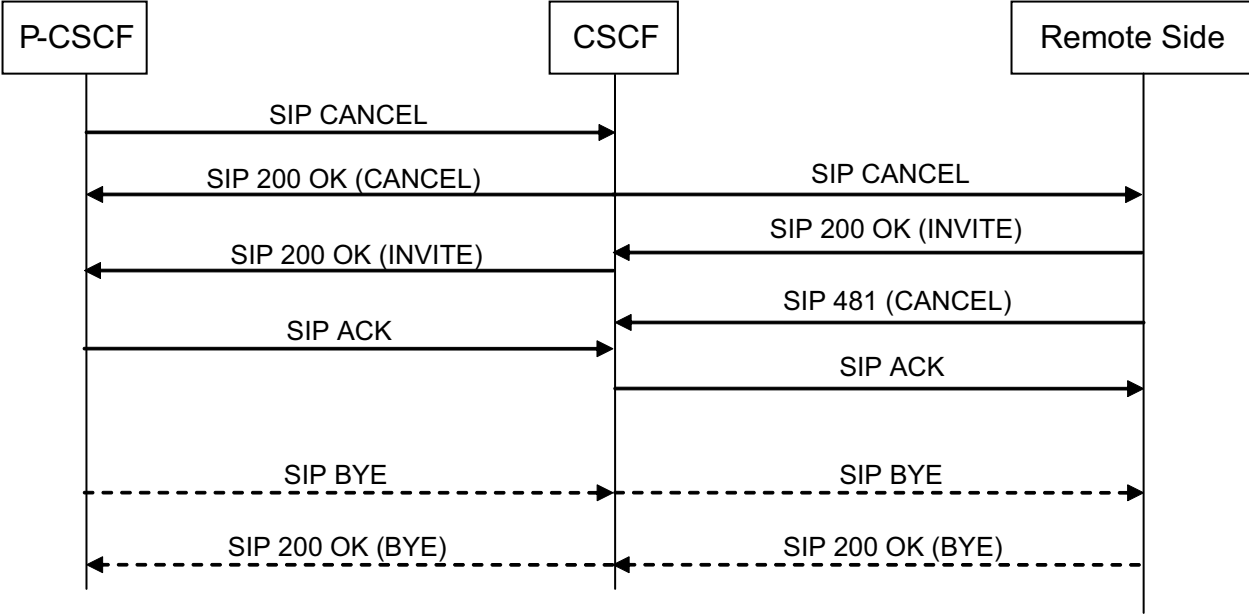 P-CSCF
CSCF
Remote Side
SIP CANCEL
SIP 200 OK (CANCEL)
SIP CANCEL
SIP 200 OK (INVITE)
SIP 200 OK (INVITE)
SIP 481 (CANCEL)
SIP ACK
SIP ACK
SIP BYE
SIP BYE
SIP 200 OK (BYE)
SIP 200 OK (BYE)